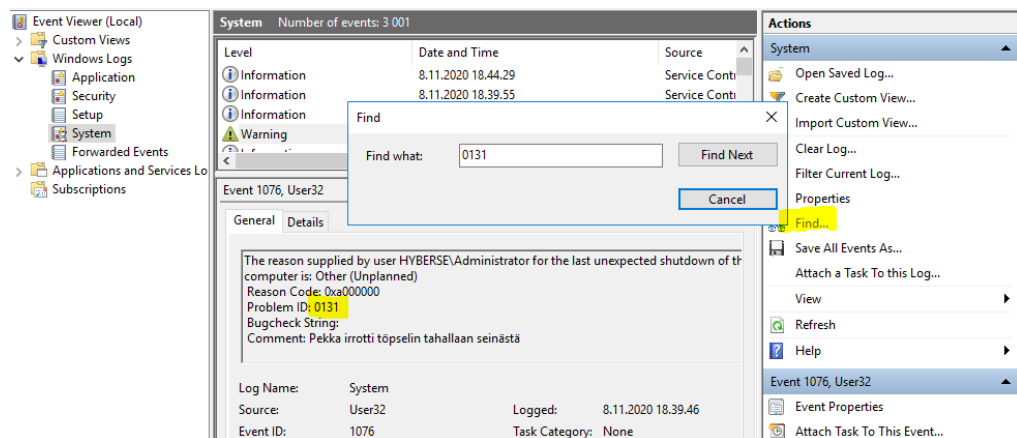 Event Viewer (Local)
Custom Views
Windows Logs
Application
Security
Setup
System
Forwarded Events
Applications and Services Lo
Subscriptions
System Number of events: 3 001
Level Date and Time Source
Information 8.11.2020 18.44.29 Service Conti
Information 8.11.2020 18.39.55 Service Conti
Information
Warning
Find
Find what: 0131 Find Next
Cancel
Event 1076, User32
General Details
The reason supplied by user HYBERSE\Administrator for the last unexpected shutdown of th
computer is: Other (Unplanned)
Reason Code: 0xa000000
Problem ID: 0131
Bugcheck String:
Comment: Pekka irrotti töpselin tahallaan seinästä
Log Name: System
Source: User32 Logged: 8.11.2020 18.39.46
Event ID: 1076 Task Category: None
Actions
System
Open Saved Log...
Create Custom View...
Import Custom View...
Clear Log...
Filter Current Log...
Properties
Find...
Save All Events As...
Attach a Task To this Log...
View
Refresh
Help
Event 1076, User32
Event Properties
Attach Task To This Event...